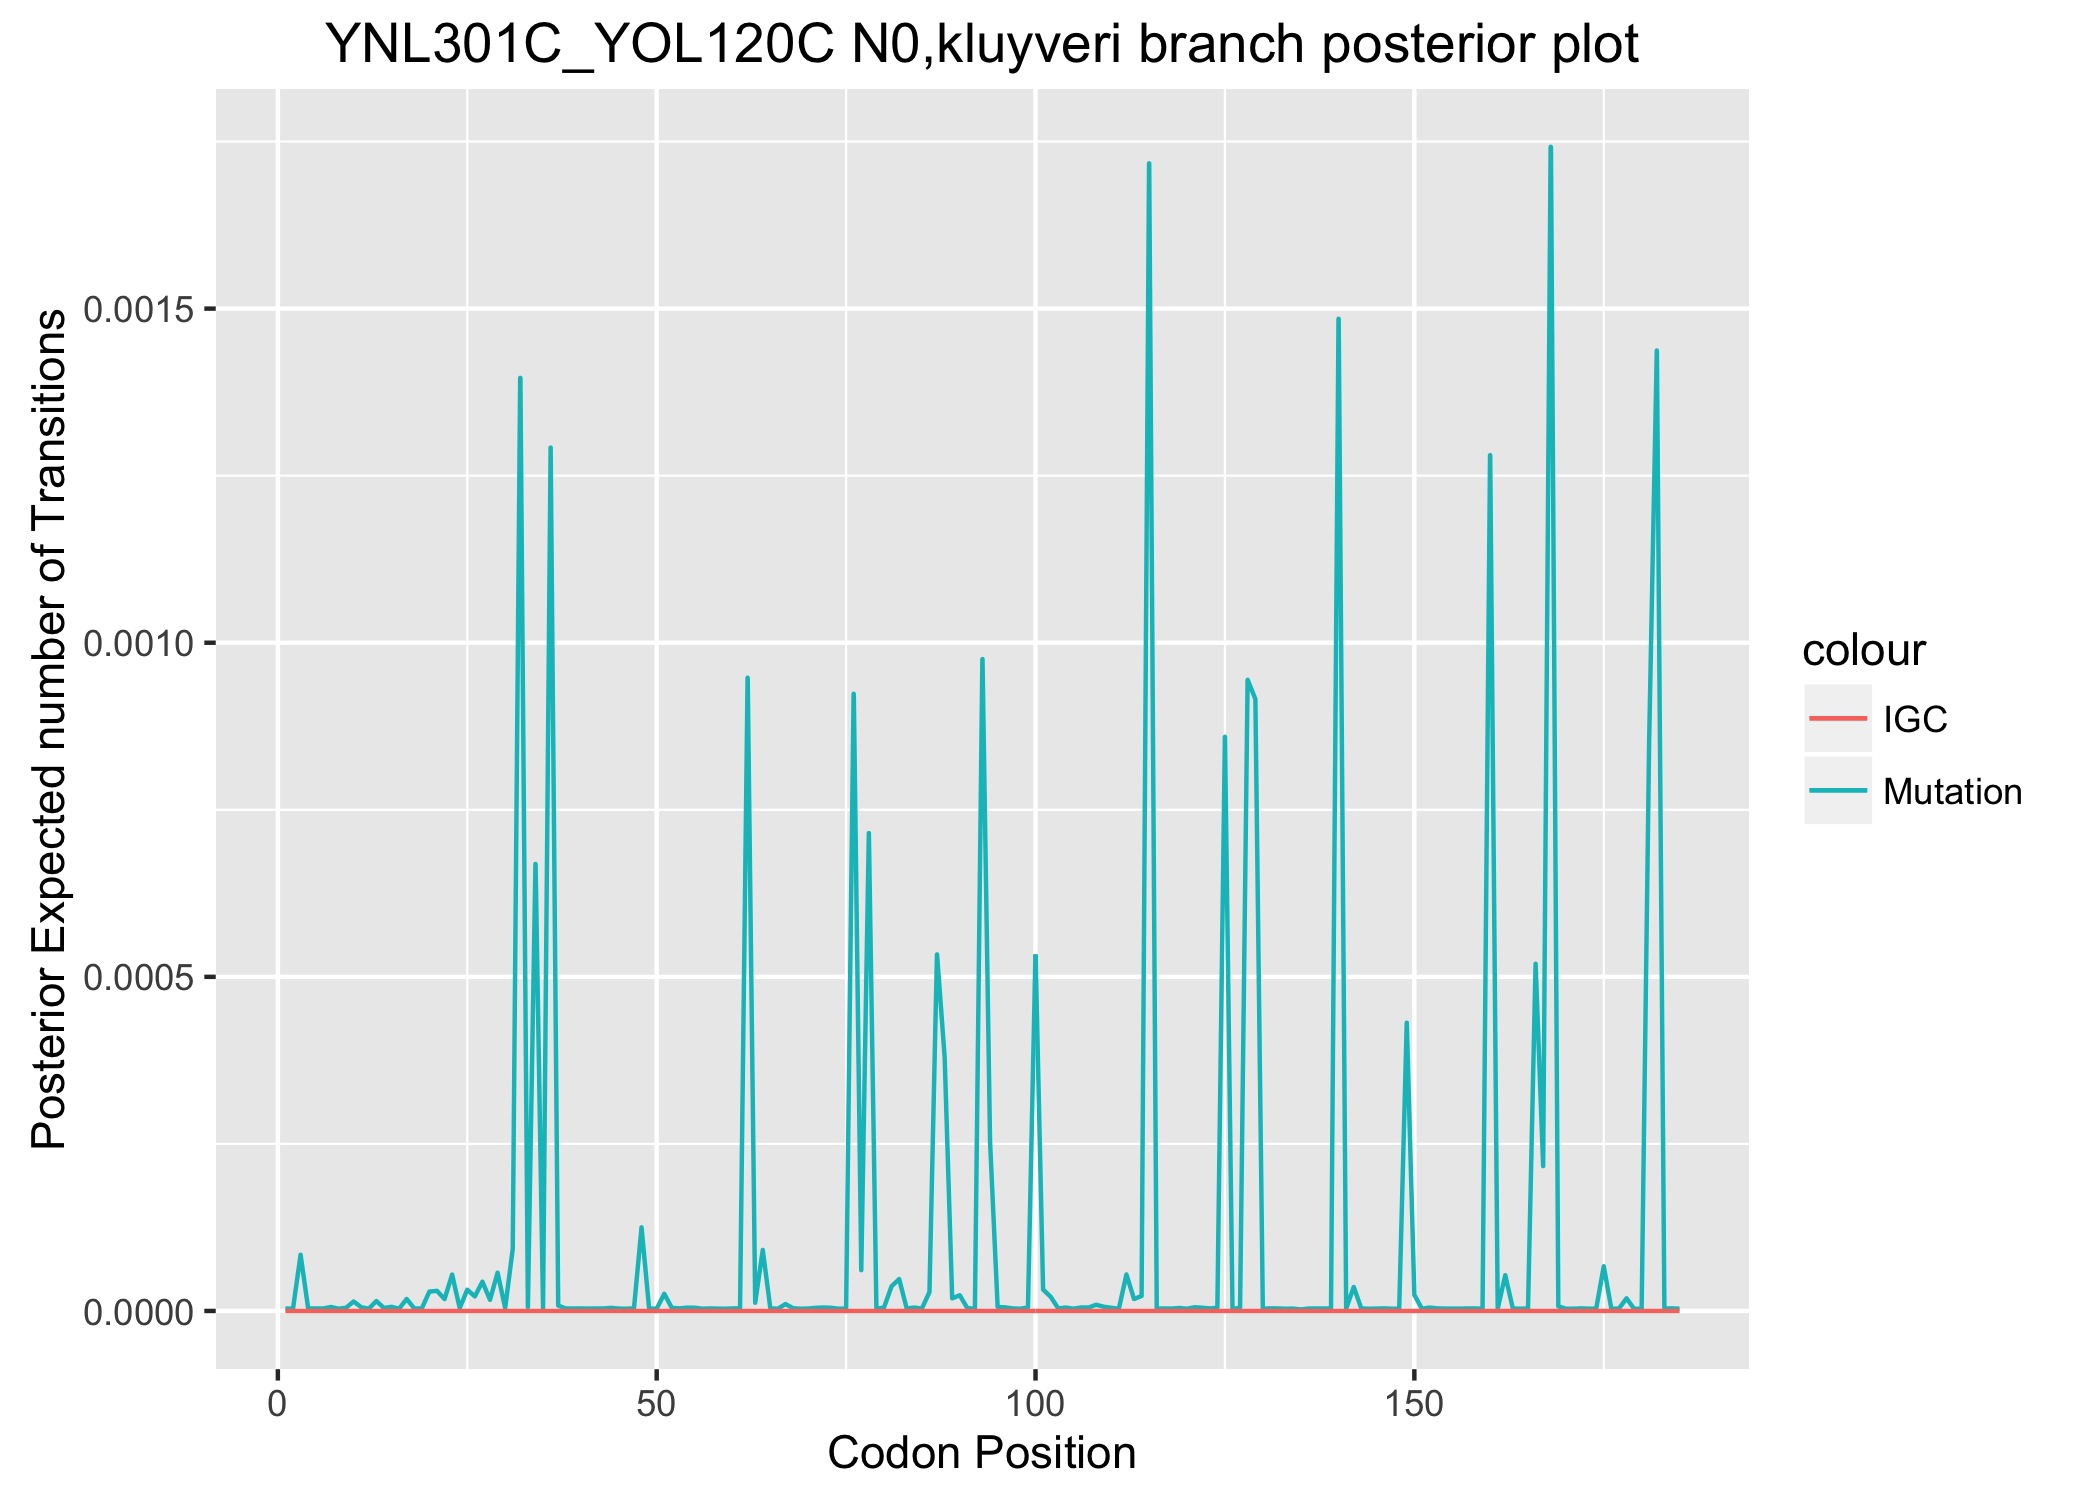 YNL301C_YOL120C N0,kluyveri branch posterior plot
Posterior Expected number of Transitions
0.0015
0.0010
0.0005
0.0000
0 50 100 150
Codon Position
colour
IGC
Mutation